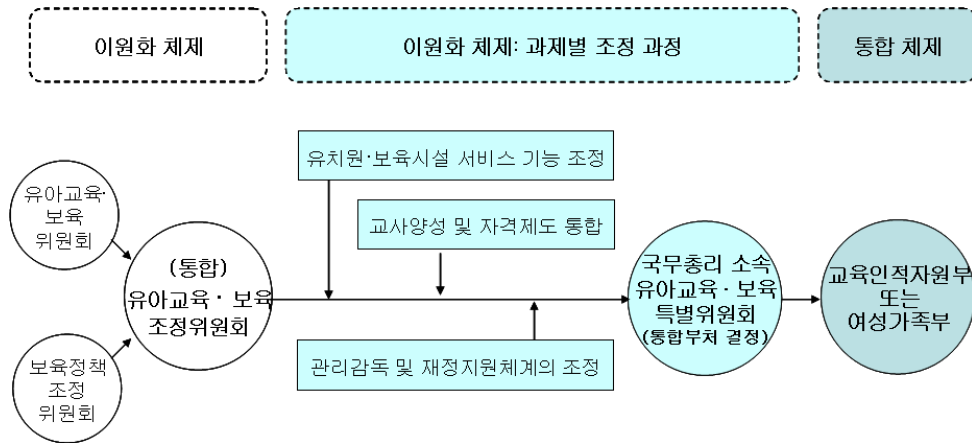 이원화 체제
이원화 체제: 과제별 조정 과정
통합 체제
유치원·보육시설 서비스 기능 조정
유아교육·
보육
위원회
교사양성 및 자격제도 통합
(통합)
유아교육 · 보육
조정위원회
국무총리 소속
유아교육 · 보육
특별위원회
(통합부처 결정)
교육인적자원부
또는
여성가족부
보육정책
조정
위원회
관리감독 및 재정지원체계의 조정